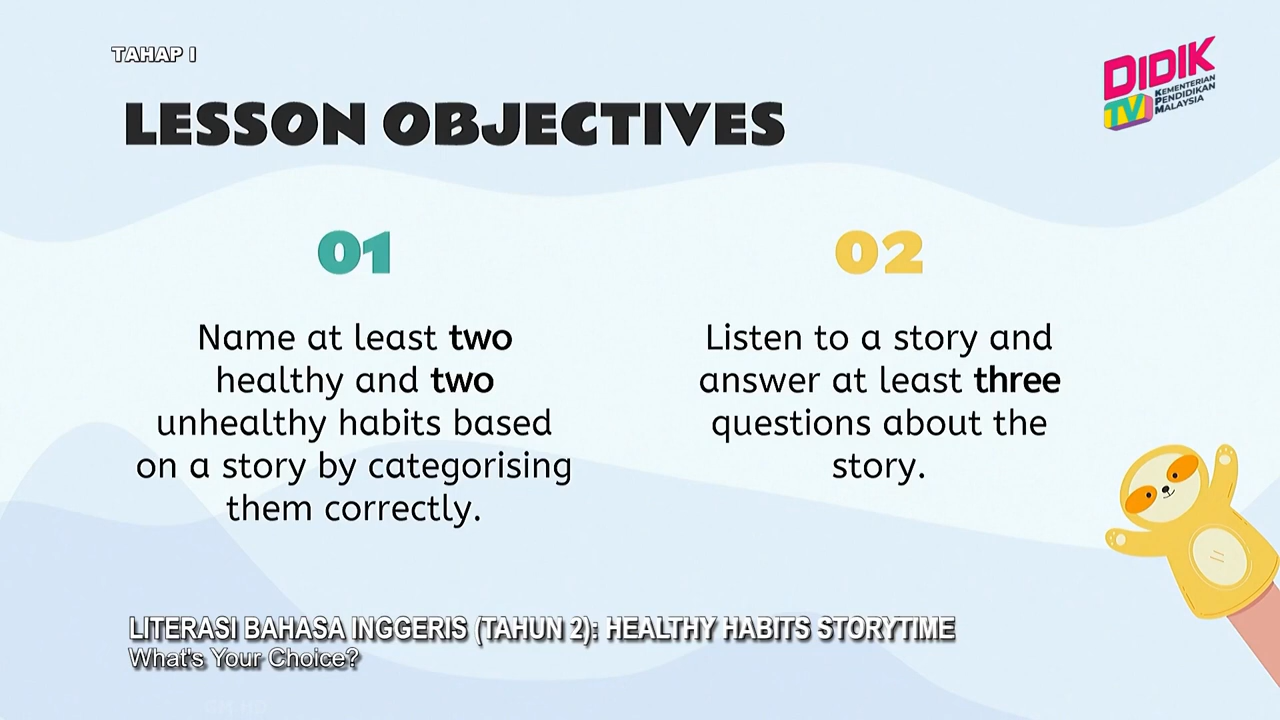 TAHAP I
DIDIK
TV
KEMENTERIAN
PENDIDIKAN
MALAYSIA
LESSON OBJECTIVES
01
Name at least two
healthy and two
unhealthy habits based
on a story by categorising
them correctly.
02
Listen to a story and
answer at least three
questions about the
story.
LITERASI BAHASA INGGERIS (TAHUN 2): HEALTHY HABITS STORYTIME
What's Your Choice?